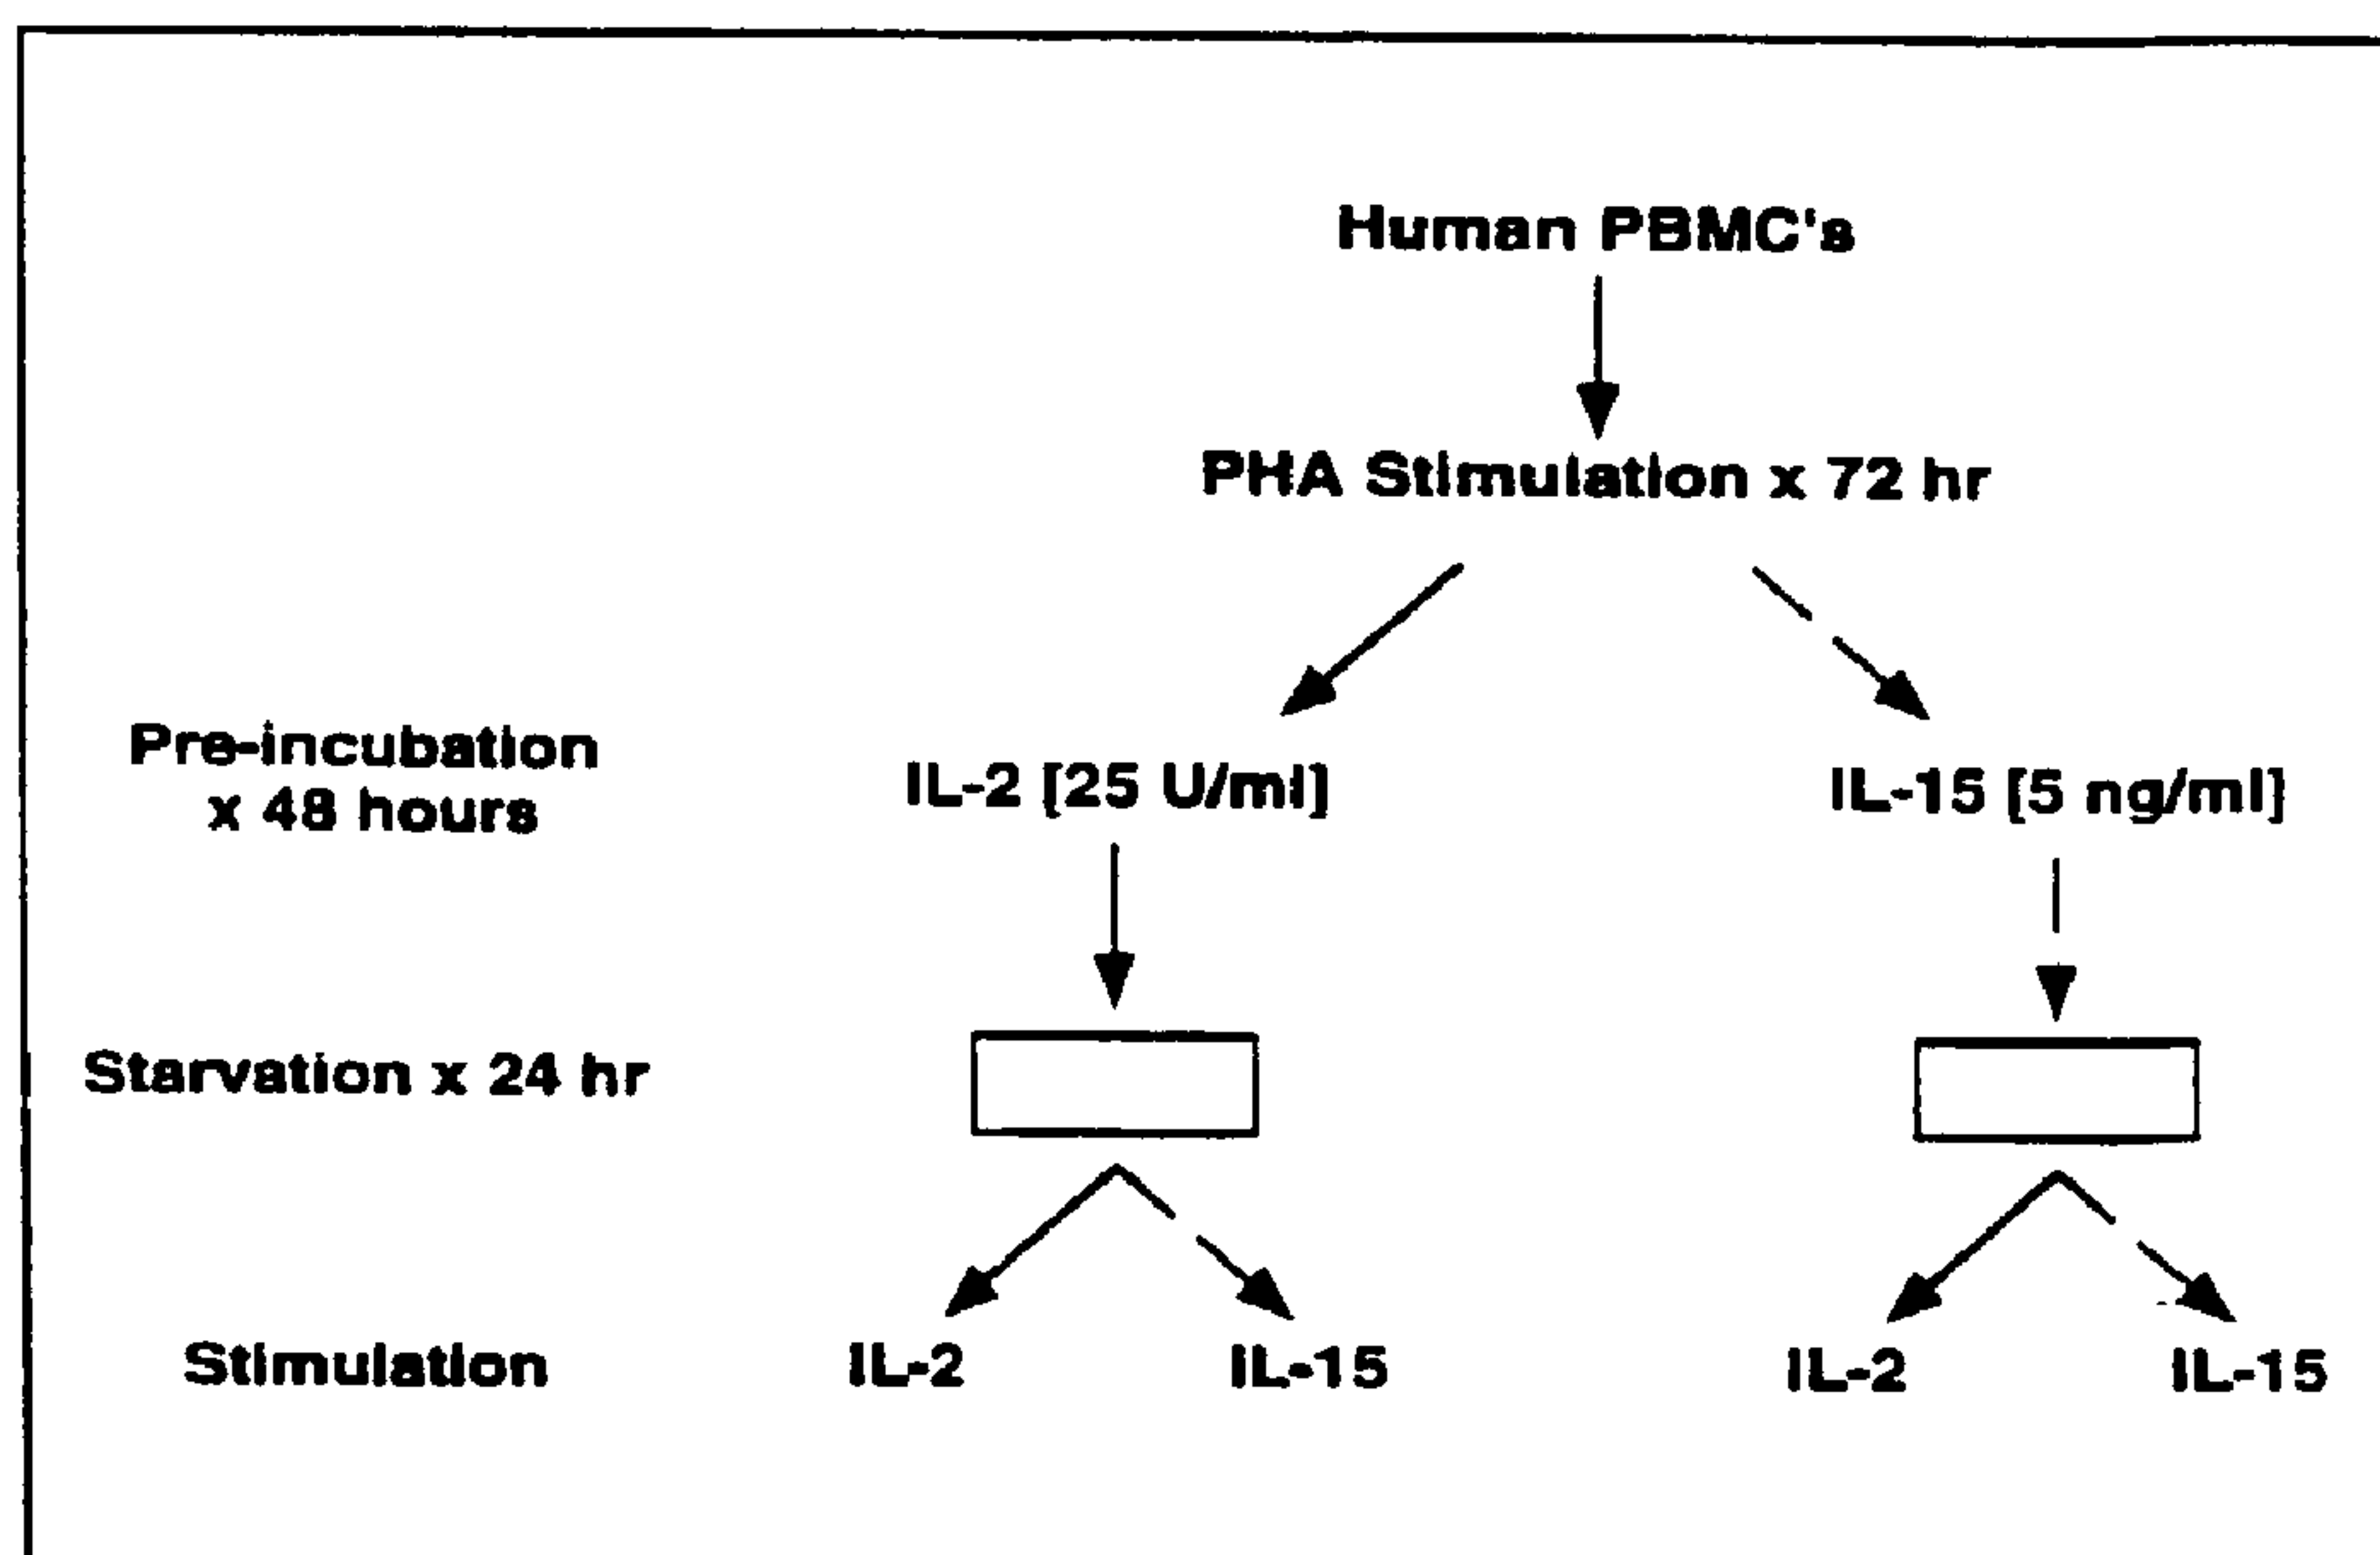 Human PBMC's
PHA Stimulation x 72 hr
Pre-incubation
x 48 hours
IL-2 [25 U/ml]
IL-15 [5 ng/ml]
Starvation x 24 hr
Stimulation
IL-2
IL-15
IL-2
IL-15